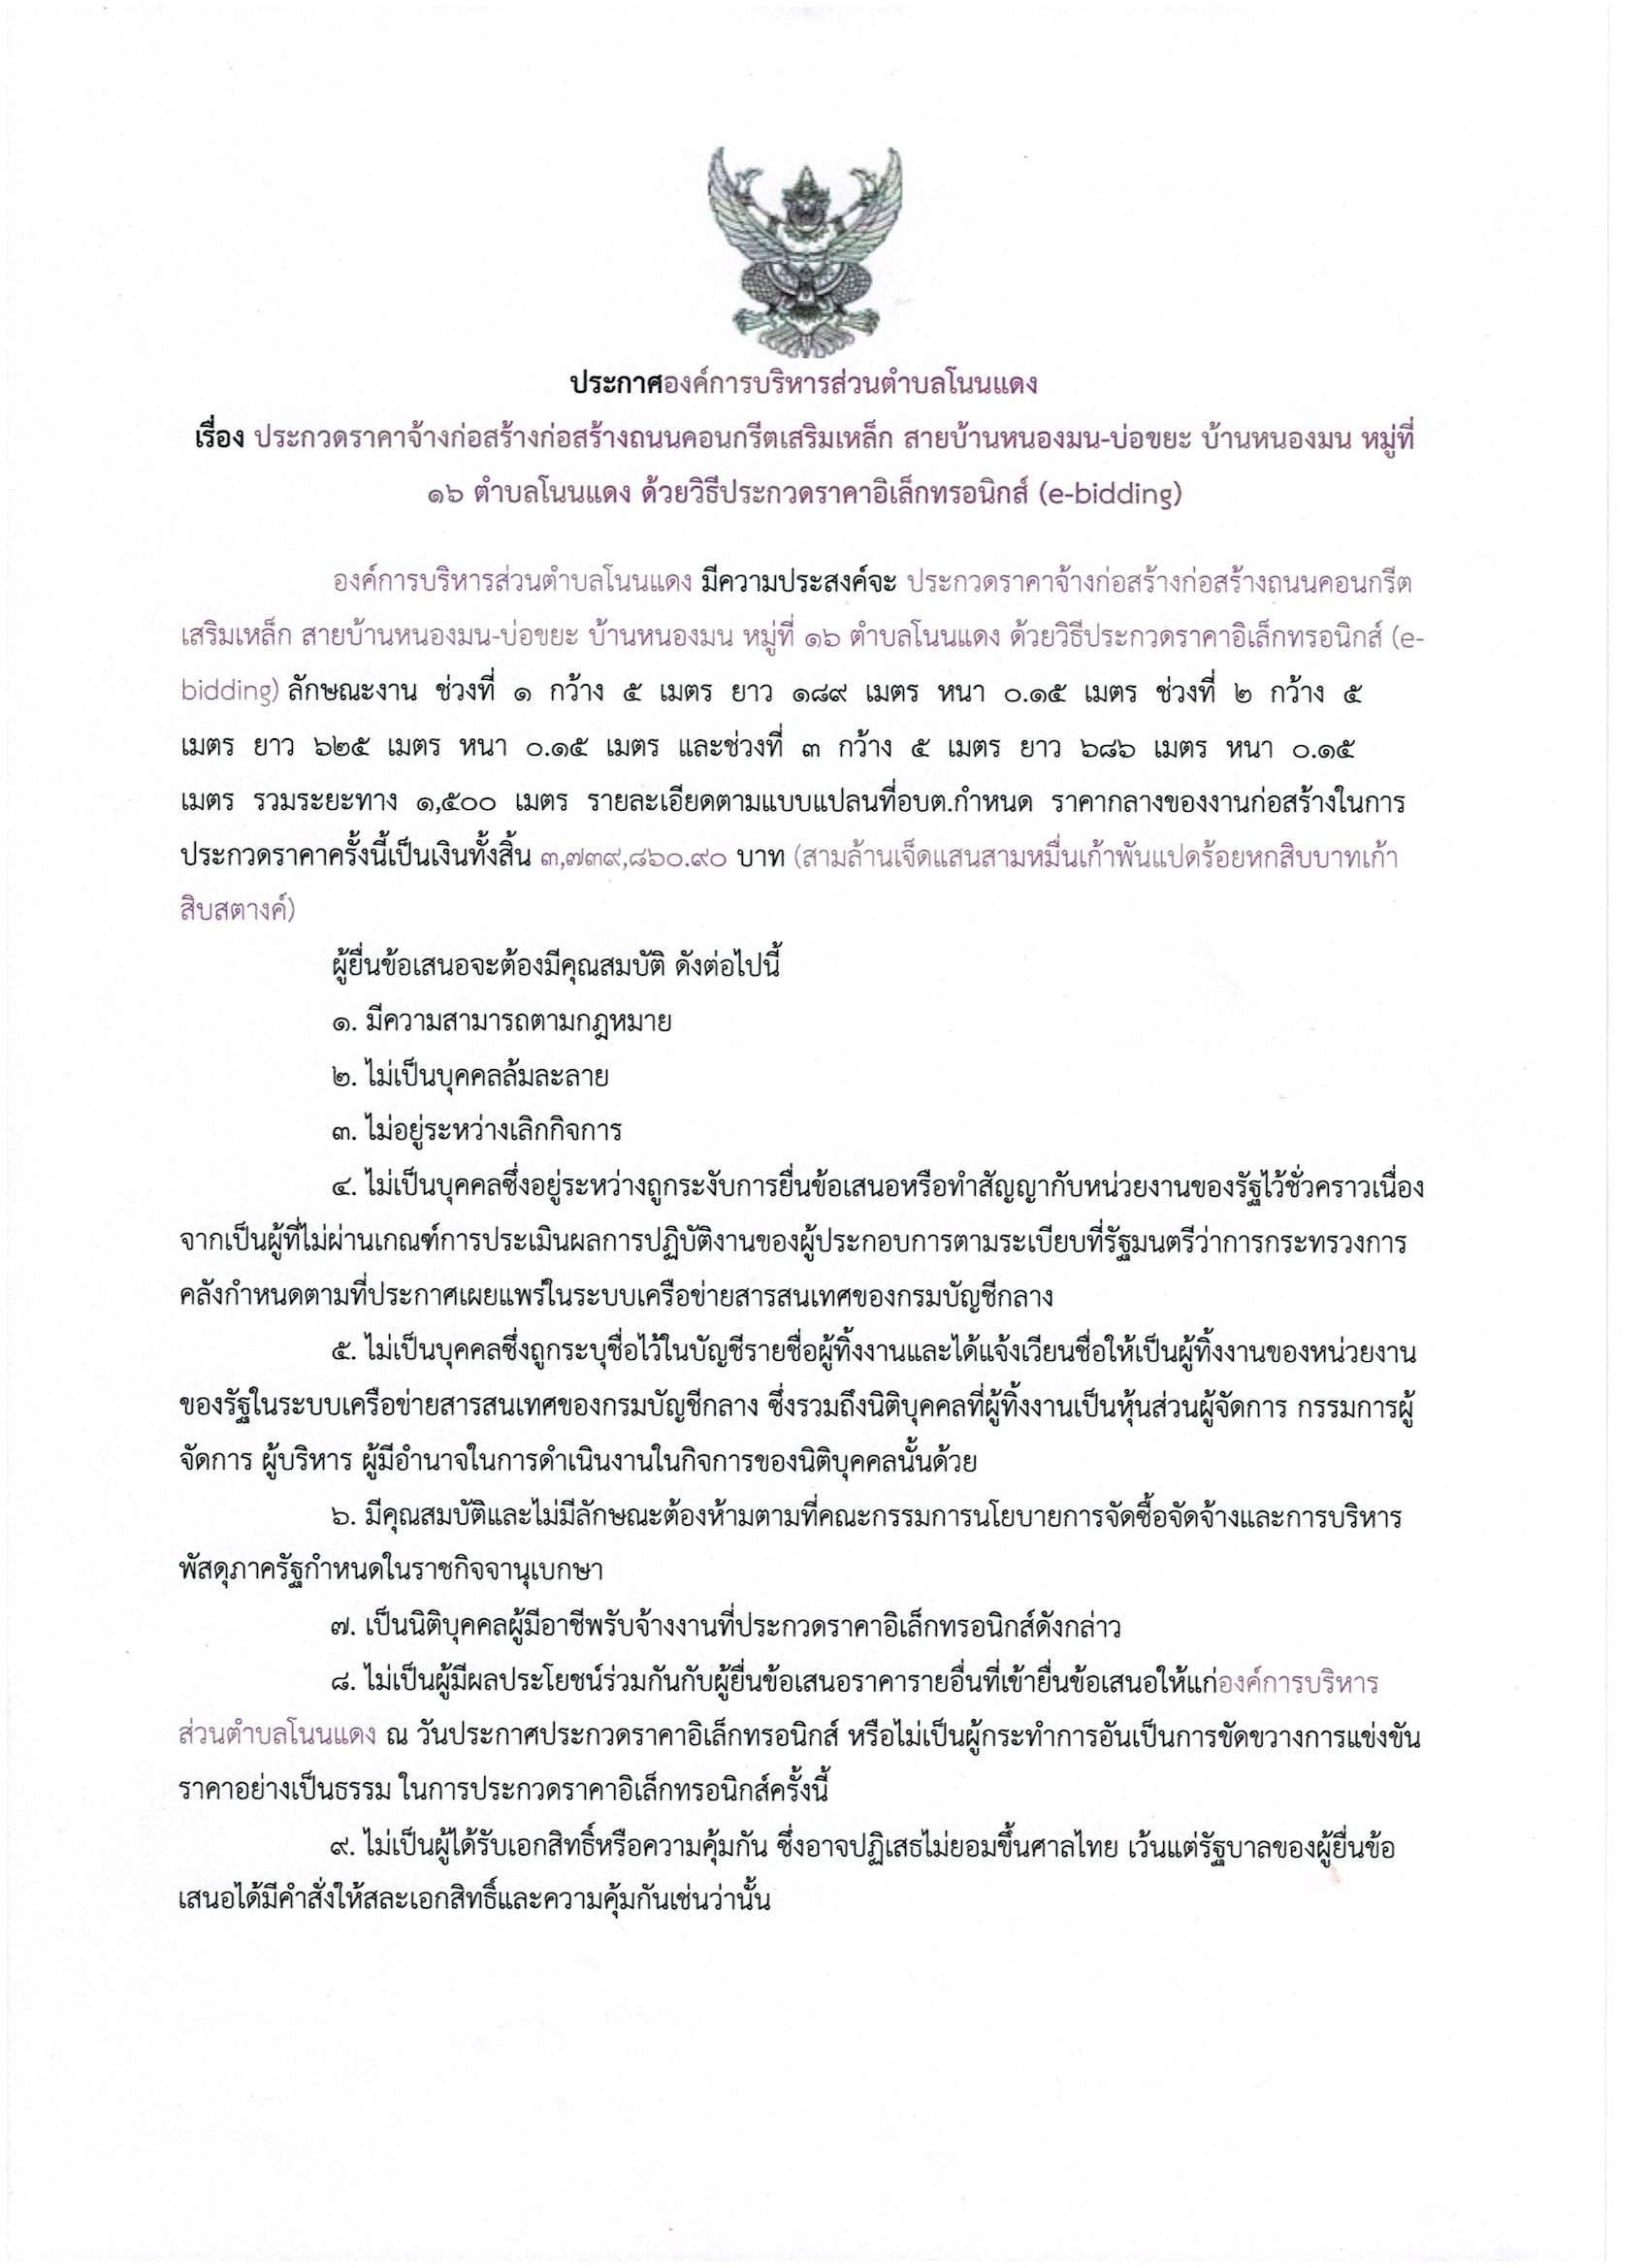 ประกาศองค์การบริหารส่วนตำบลโนนแดง
เรื่อง ประกวดราคาจ้างก่อสร้างก่อสร้างถนนคอนกรีตเสริมเหล็ก สายบ้านหนองมน-บ่อขยะ บ้านหนองมน หมู่ที่
๑๖ ตำบลโนนแดง ด้วยวิธีประกวดราคาอิเล็กทรอนิกส์ (e-bidding)
องค์การบริหารส่วนตำบลโนนแดง มีความประสงค์จะ ประกวดราคาจ้างก่อสร้างก่อสร้างถนนคอนกรีต
เสริมเหล็ก สายบ้านหนองมน-บ่อขยะ บ้านหนองมน หมู่ที่ ๑๖ ตำบลโนนแดง ด้วยวิธีประกวดราคาอิเล็กทรอนิกส์ (e-
bidding) ลักษณะงาน ช่วงที่ ๑ กว้าง ๕ เมตร ยาว ๑๘๙ เมตร หนา ๐.๑๕ เมตร ช่วงที่ ๒ กว้าง ๕
เมตร ยาว ๖๒๕ เมตร หนา ๐.๑๕ เมตร และช่วงที่ ๓ กว้าง ๕ เมตร ยาว ๖๘๖ เมตร หนา ๐.๑๕
เมตร รวมระยะทาง ๑,๕๐๐ เมตร รายละเอียดตามแบบแปลนที่อบต.กำหนด ราคากลางของงานก่อสร้างในการ
ประกวดราคาครั้งนี้เป็นเงินทั้งสิ้น ๓,๗๓๙,๘๖๐.๙๐ บาท (สามล้านเจ็ดแสนสามหมื่นเก้าพันแปดร้อยหกสิบบาทเก้า
สิบสตางค์)
ผู้ยื่นข้อเสนอจะต้องมีคุณสมบัติ ดังต่อไปนี้
๑. มีความสามารถตามกฎหมาย
๒. ไม่เป็นบุคคลล้มละลาย
๓. ไม่อยู่ระหว่างเลิกกิจการ
๔. ไม่เป็นบุคคลซึ่งอยู่ระหว่างถูกระงับการยื่นข้อเสนอหรือทำสัญญากับหน่วยงานของรัฐไว้ชั่วคราวเนื่อง
จากเป็นผู้ที่ไม่ผ่านเกณฑ์การประเมินผลการปฏิบัติงานของผู้ประกอบการตามระเบียบที่รัฐมนตรีว่าการกระทรวงการ
คลังกำหนดตามที่ประกาศเผยแพร่ในระบบเครือข่ายสารสนเทศของกรมบัญชีกลาง
๕. ไม่เป็นบุคคลซึ่งถูกระบุชื่อไว้ในบัญชีรายชื่อผู้ทิ้งงานและได้แจ้งเวียนชื่อให้เป็นผู้ทิ้งงานของหน่วยงาน
ของรัฐในระบบเครือข่ายสารสนเทศของกรมบัญชีกลาง ซึ่งรวมถึงนิติบุคคลที่ผู้ทิ้งงานเป็นหุ้นส่วนผู้จัดการ กรรมการผู้
จัดการ ผู้บริหาร ผู้มีอำนาจในการดำเนินงานในกิจการของนิติบุคคลนั้นด้วย
๖. มีคุณสมบัติและไม่มีลักษณะต้องห้ามตามที่คณะกรรมการนโยบายการจัดซื้อจัดจ้างและการบริหาร
พัสดุภาครัฐกำหนดในราชกิจจานุเบกษา
๗. เป็นนิติบุคคลผู้มีอาชีพรับจ้างงานที่ประกวดราคาอิเล็กทรอนิกส์ดังกล่าว
๘. ไม่เป็นผู้มีผลประโยชน์ร่วมกันกับผู้ยื่นข้อเสนอราคารายอื่นที่เข้ายื่นข้อเสนอให้แก่องค์การบริหาร
ส่วนตำบลโนนแดง ณ วันประกาศประกวดราคาอิเล็กทรอนิกส์ หรือไม่เป็นผู้กระทำการอันเป็นการขัดขวางการแข่งขัน
ราคาอย่างเป็นธรรม ในการประกวดราคาอิเล็กทรอนิกส์ครั้งนี้
๙. ไม่เป็นผู้ได้รับเอกสิทธิ์หรือความคุ้มกัน ซึ่งอาจปฏิเสธไม่ยอมขึ้นศาลไทย เว้นแต่รัฐบาลของผู้ยื่นข้อ
เสนอได้มีคำสั่งให้สละเอกสิทธิ์และความคุ้มกันเช่นว่านั้น